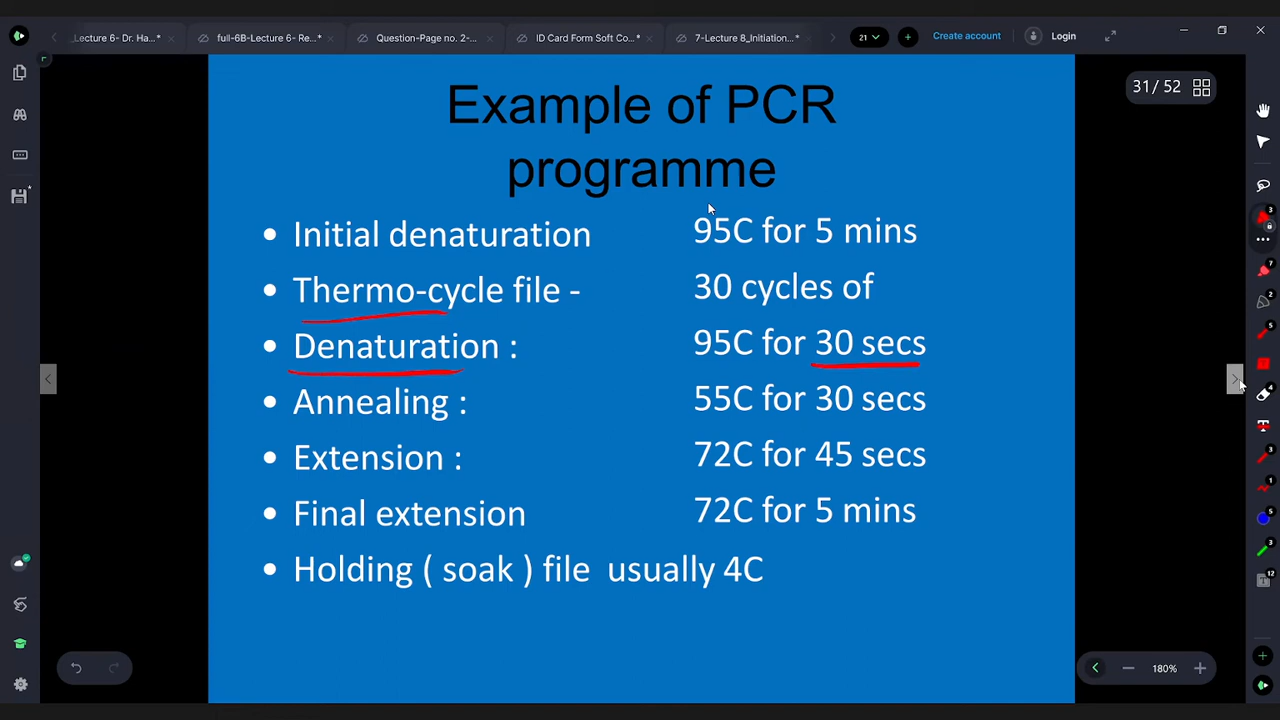 _Lecture 6- Dr. Ha...*
full-6B-Lecture 6- Re...*
Question-Page no. 2-...
ID Card Form Soft Co...*
7-Lecture 8_Initiation...*
21
Create account
Login
31/ 52
Example of PCR
programme
• Initial denaturation 95C for 5 mins
• Thermo-cycle file - 30 cycles of
• Denaturation : 95C for 30 secs
• Annealing : 55C for 30 secs
• Extension : 72C for 45 secs
• Final extension 72C for 5 mins
• Holding ( soak ) file usually 4C
180%